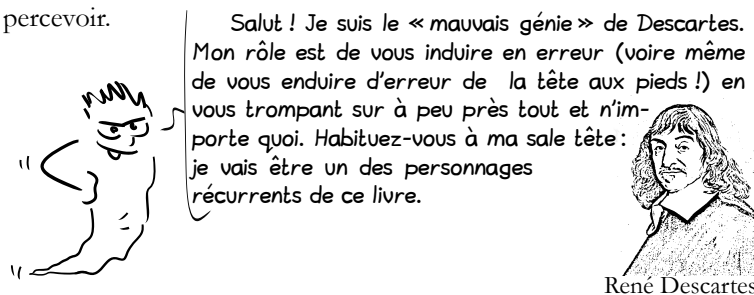 percevoir.
Salut ! Je suis le « mauvais génie » de Descartes.
Mon rôle est de vous induire en erreur (voire même
de vous enduire d’erreur de la tête aux pieds !) en
vous trompant sur à peu près tout et n’im-
porte quoi. Habituez-vous à ma sale tête :
je vais être un des personnages
récurrents de ce livre.
René Descartes